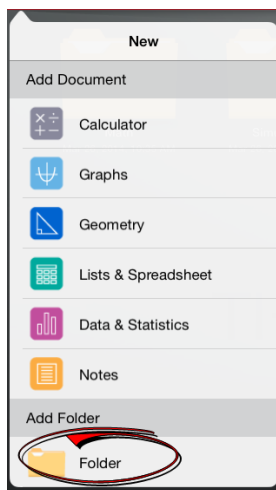 New
Add Document
Calculator
Graphs
Geometry
Lists & Spreadsheet
Data & Statistics
Notes
Add Folder
Folder